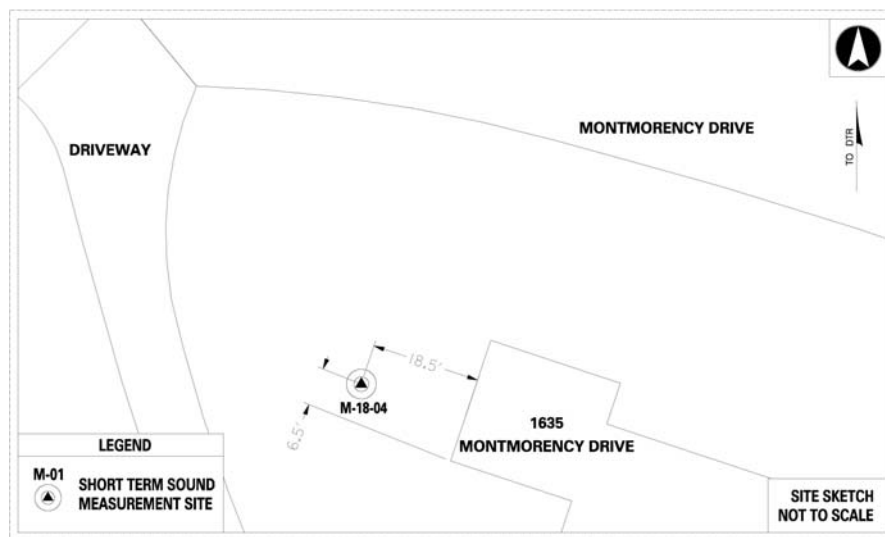 MONTMORENCY DRIVE
DRIVEWAY
TO DTR
18.5'
M-18-04
6.5'
1635
MONTMORENCY DRIVE
LEGEND
M-01
SHORT TERM SOUND
MEASUREMENT SITE
SITE SKETCH
NOT TO SCALE